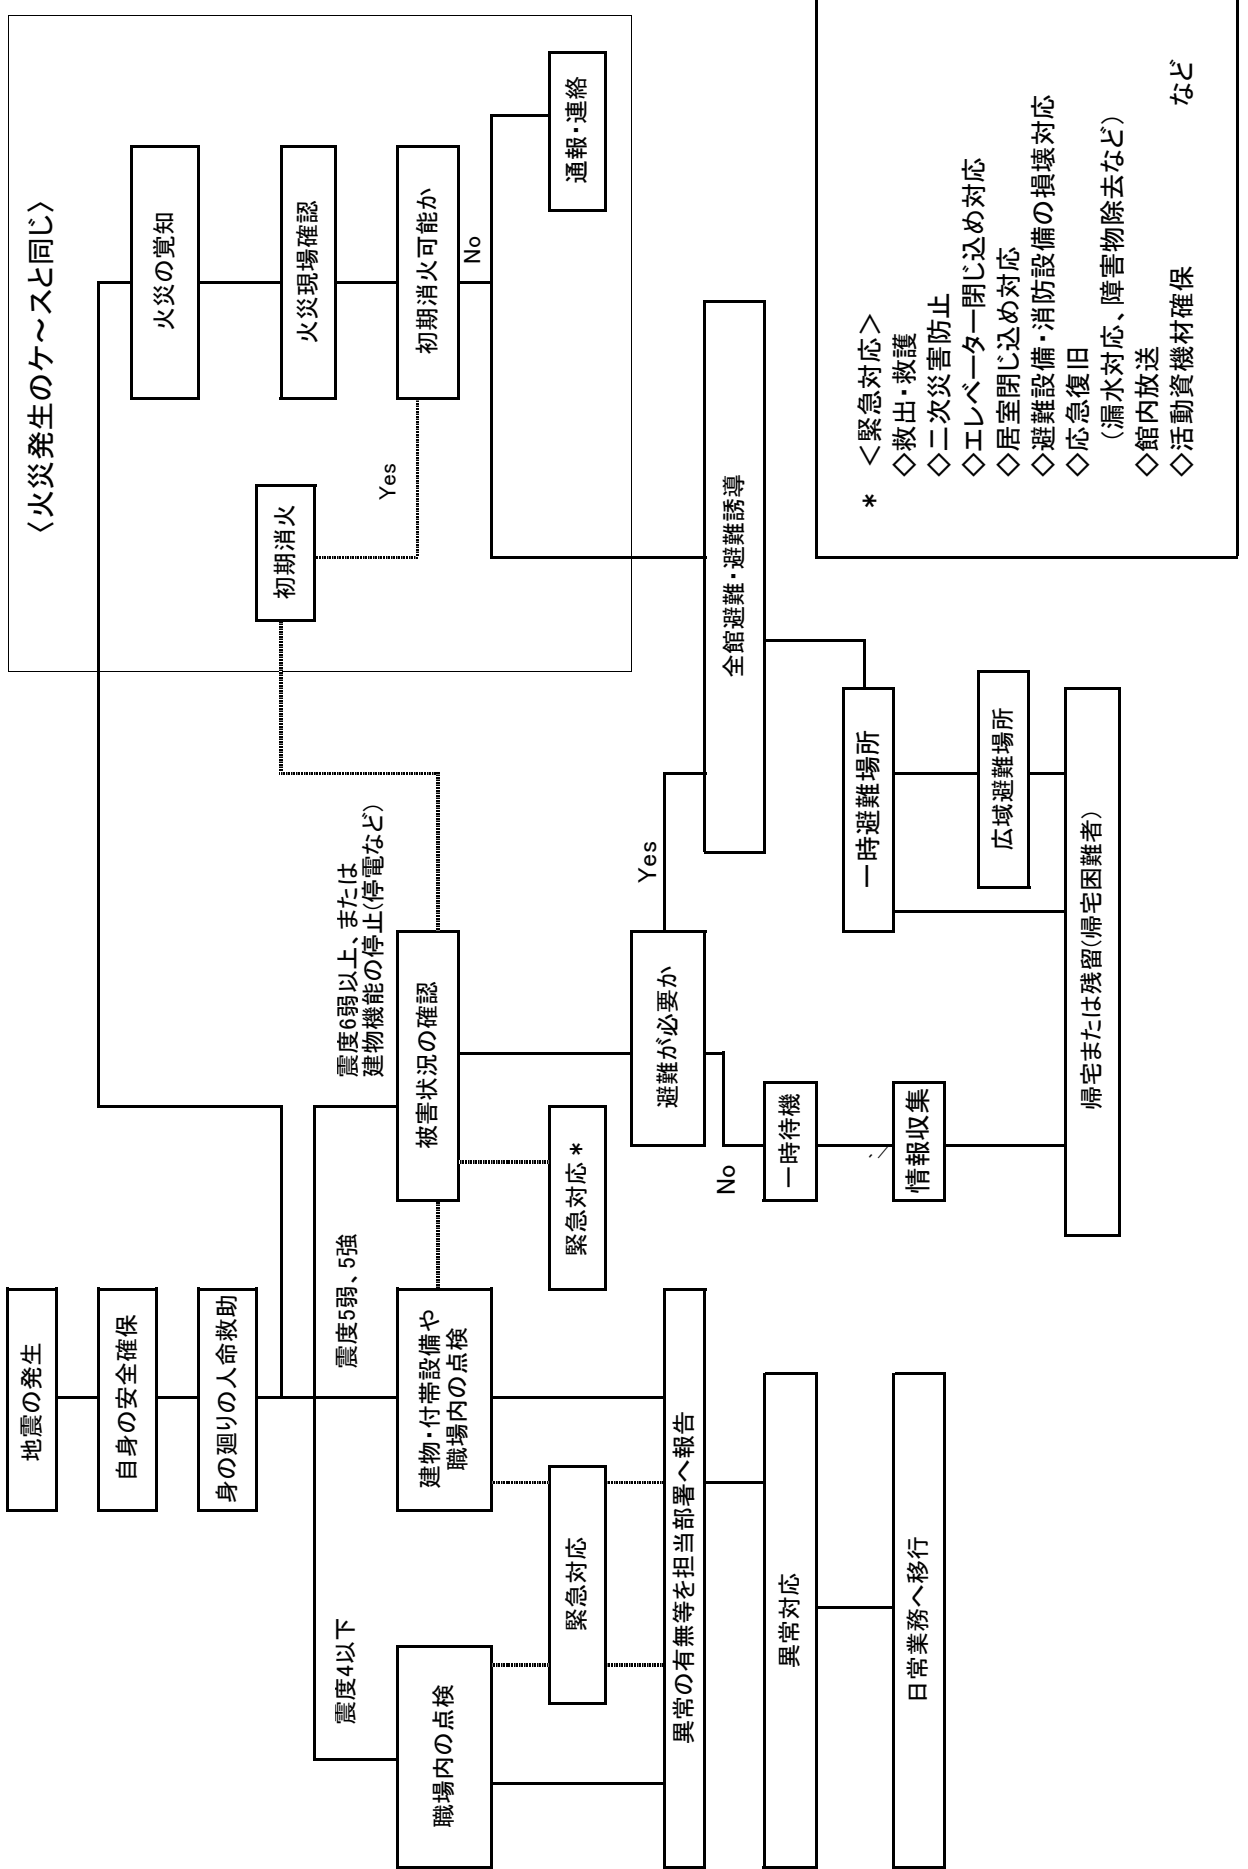 地震の発生
自身の安全確保
身の廻りの人命救助
震度4以下
震度5弱、5強
震度6弱以上、または
建物機能の停止(停電など)
職場内の点検
建物・付帯設備や
職場内の点検
被害状況の確認
緊急対応
緊急対応*
異常の有無等を担当部署へ報告
異常対応
日常業務へ移行
避難が必要か
No
Yes
一時待機
情報収集
全館避難・避難誘導
一時避難場所
広域避難場所
帰宅または残留(帰宅困難者)
〈火災発生のケ～スと同じ〉
火災の覚知
火災現場確認
初期消火可能か
Yes
No
初期消火
通報・連絡
* ＜緊急対応＞
◇救出・救護
◇二次災害防止
◇エレベーター閉じ込め対応
◇居室閉じ込め対応
◇避難設備・消防設備の損壊対応
◇応急復旧
（漏水対応、障害物除去など）
◇館内放送
◇活動資機材確保 など